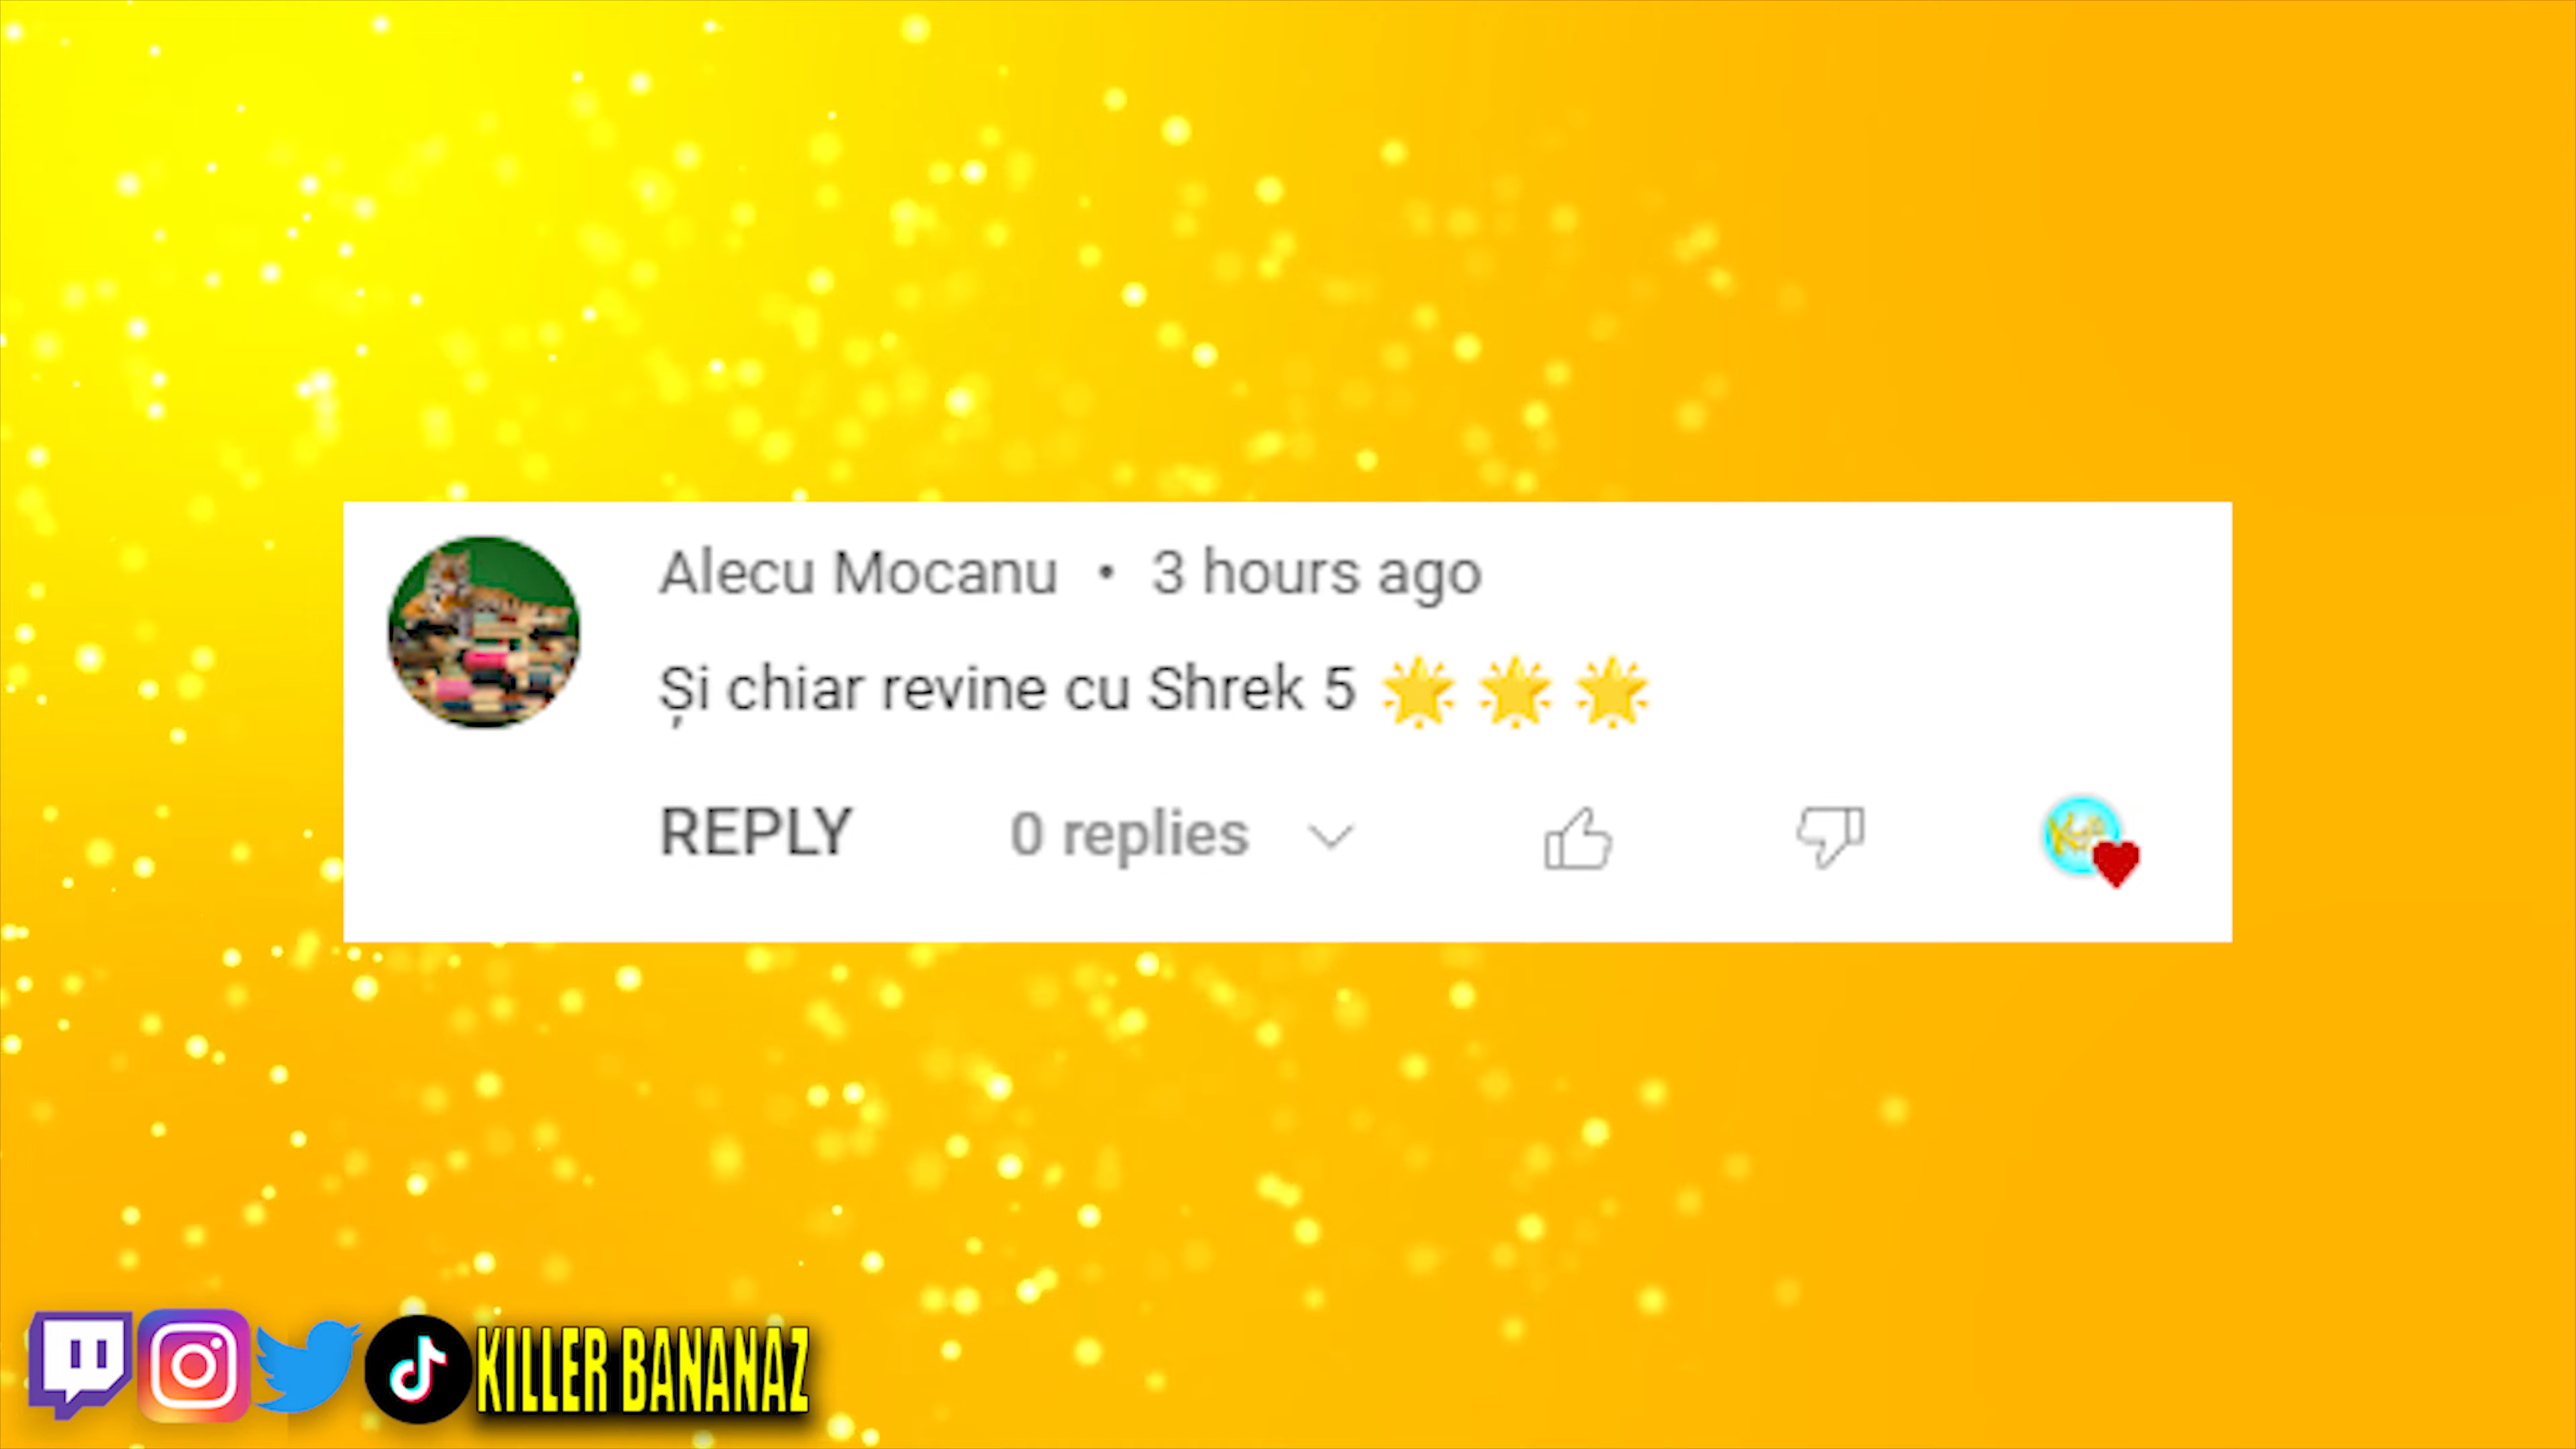 Alecu Mocanu • 3 hours ago
Și chiar revine cu Shrek 5 🌟 🌟 🌟
REPLY 0 replies
KILLER BANANAZ